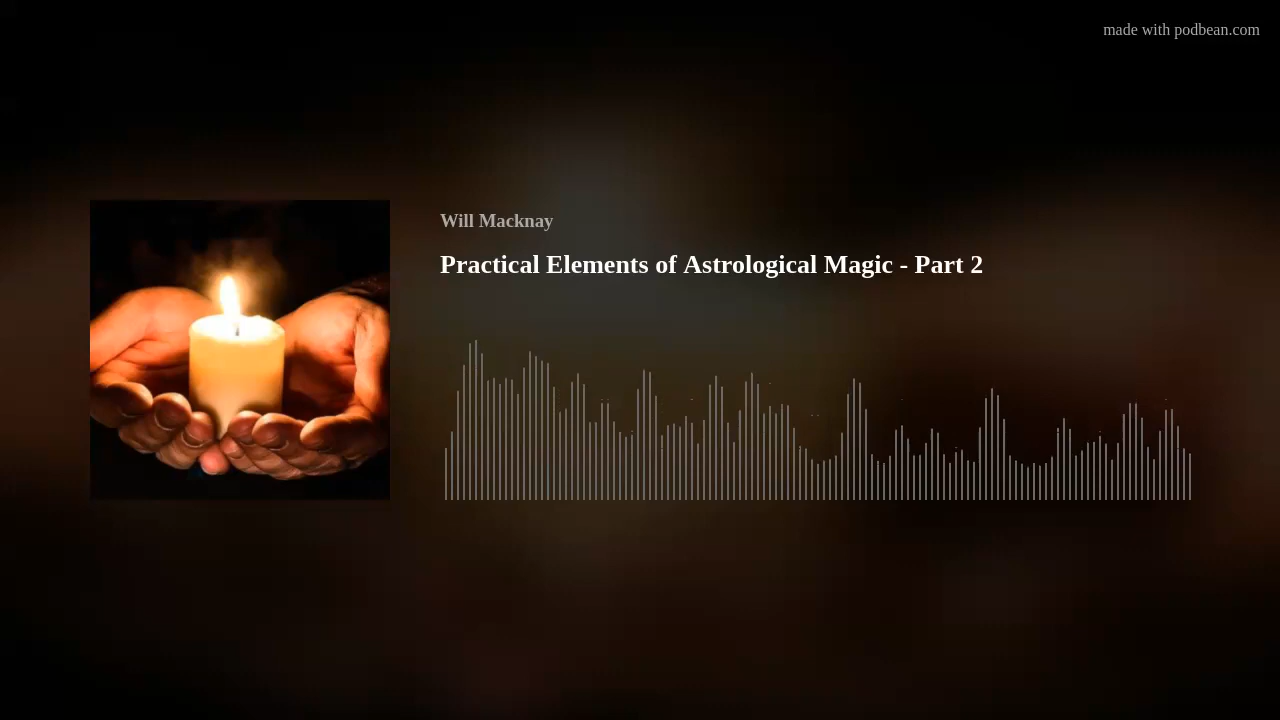 made with podbean.com
Will Macknay
Practical Elements of Astrological Magic - Part 2